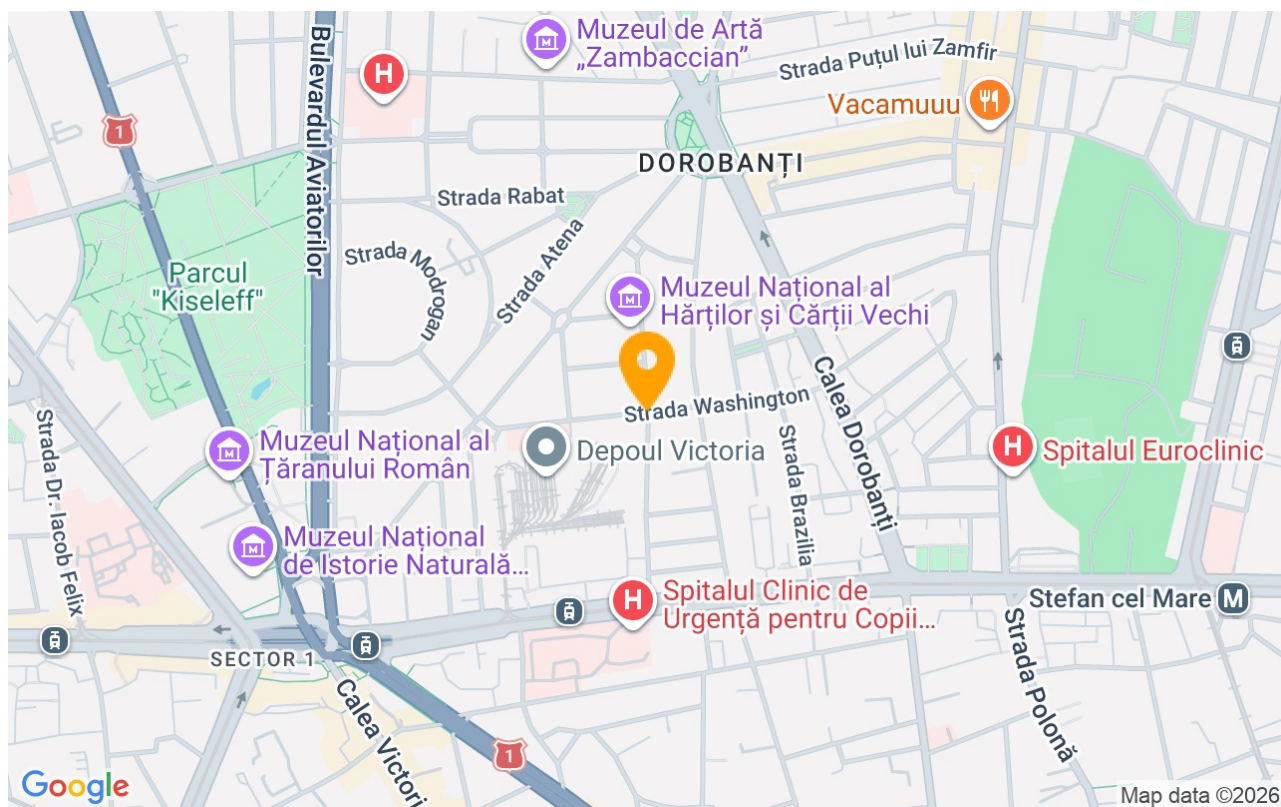 Muzeul de Artă
„Zambaccian”
Strada Puțul lui Zamfir
Vacamuuu
H
1
Bulevardul Aviatorilor
DOROBANȚI
Strada Rabat
Strada Atena
Strada Modrogan
Parcul
"Kiseleff"
Muzeul Național al
Hărților și Cărții Vechi
Calea Dorobanți
Strada Washington
Strada Brazilia
Depoul Victoria
Muzeul Național al
Țăranului Român
H
Spitalul Euroclinic
Strada Dr. Iacob Felix
Muzeul Național
de Istorie Naturală...
H
Spitalul Clinic de
Urgență pentru Copii...
Stefan cel Mare M
Strada Polonă
SECTOR 1
Calea Victori
1
Google
Map data ©2026